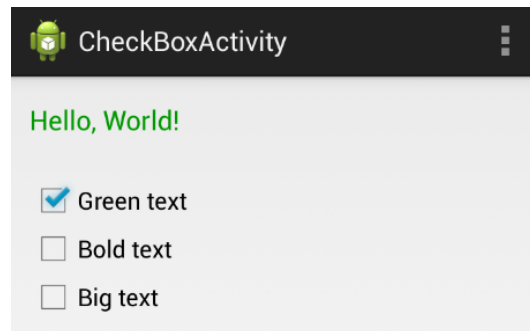 CheckBoxActivity
Hello, World!
Green text
Bold text
Big text